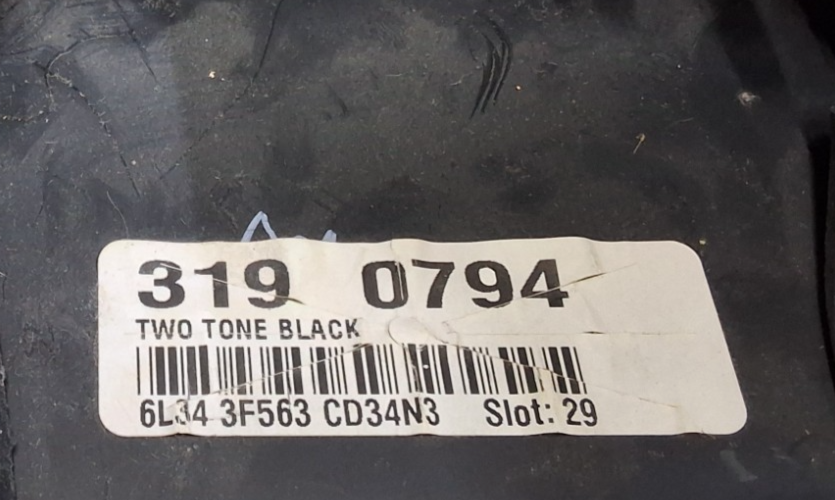 319 0794
TWO TONE BLACK
6L34 3F563 CD34N3 Slot: 29